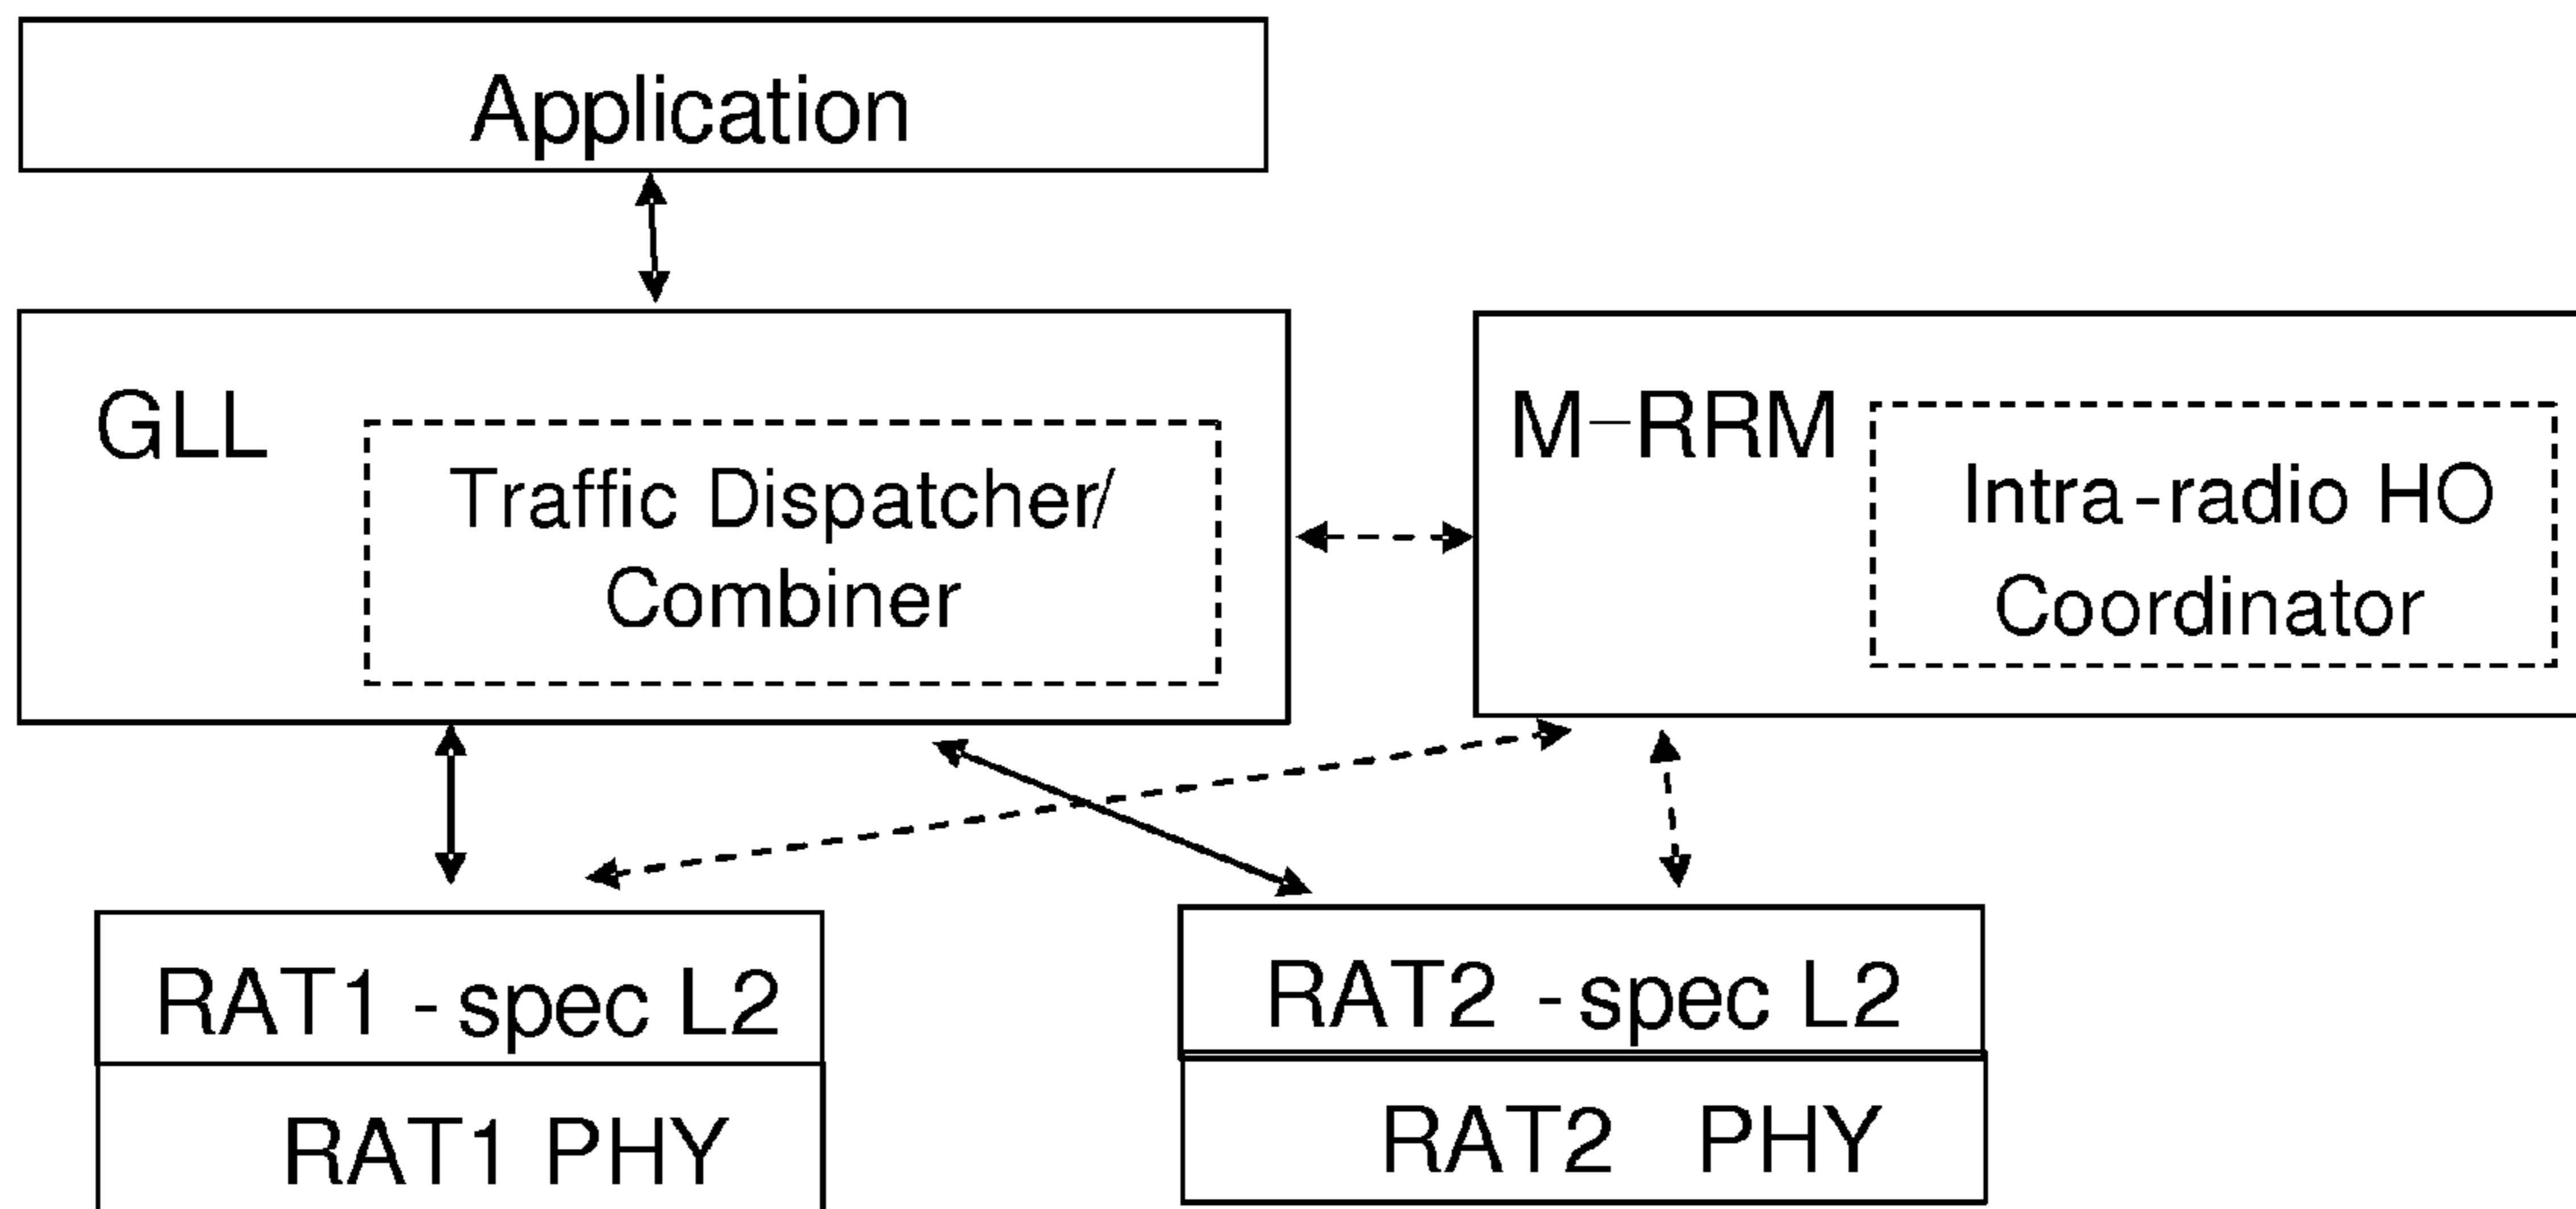 Application
GLL
Traffic Dispatcher/
Combiner
M-RRM
Intra-radio HO
Coordinator
RAT1 -spec L2
RAT1 PHY
RAT2 -spec L2
RAT2 PHY